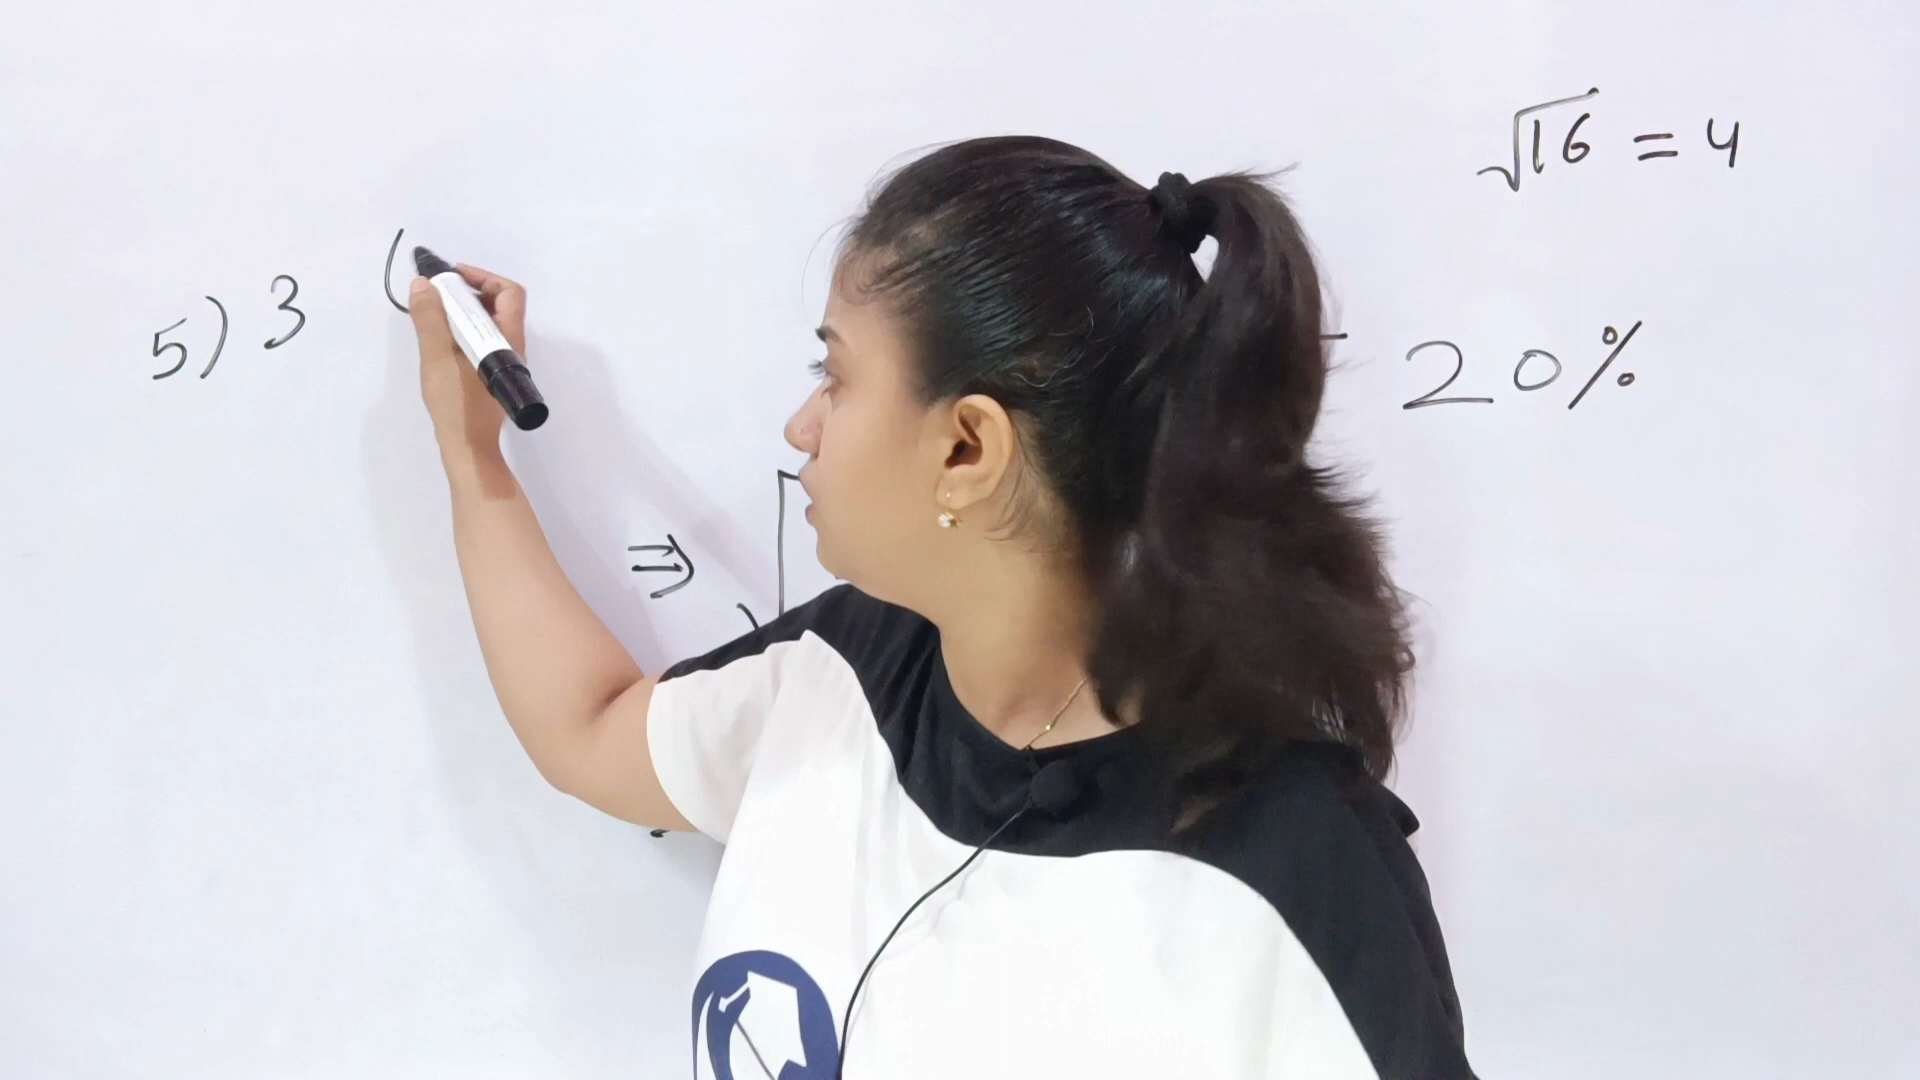 √16 = 4
5) 3 (
20%
⇒